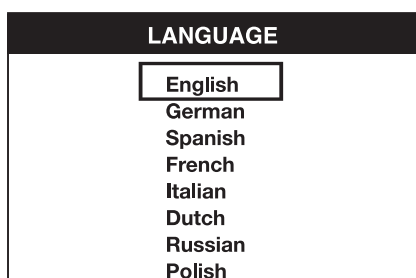 LANGUAGE
English
German
Spanish
French
Italian
Dutch
Russian
Polish